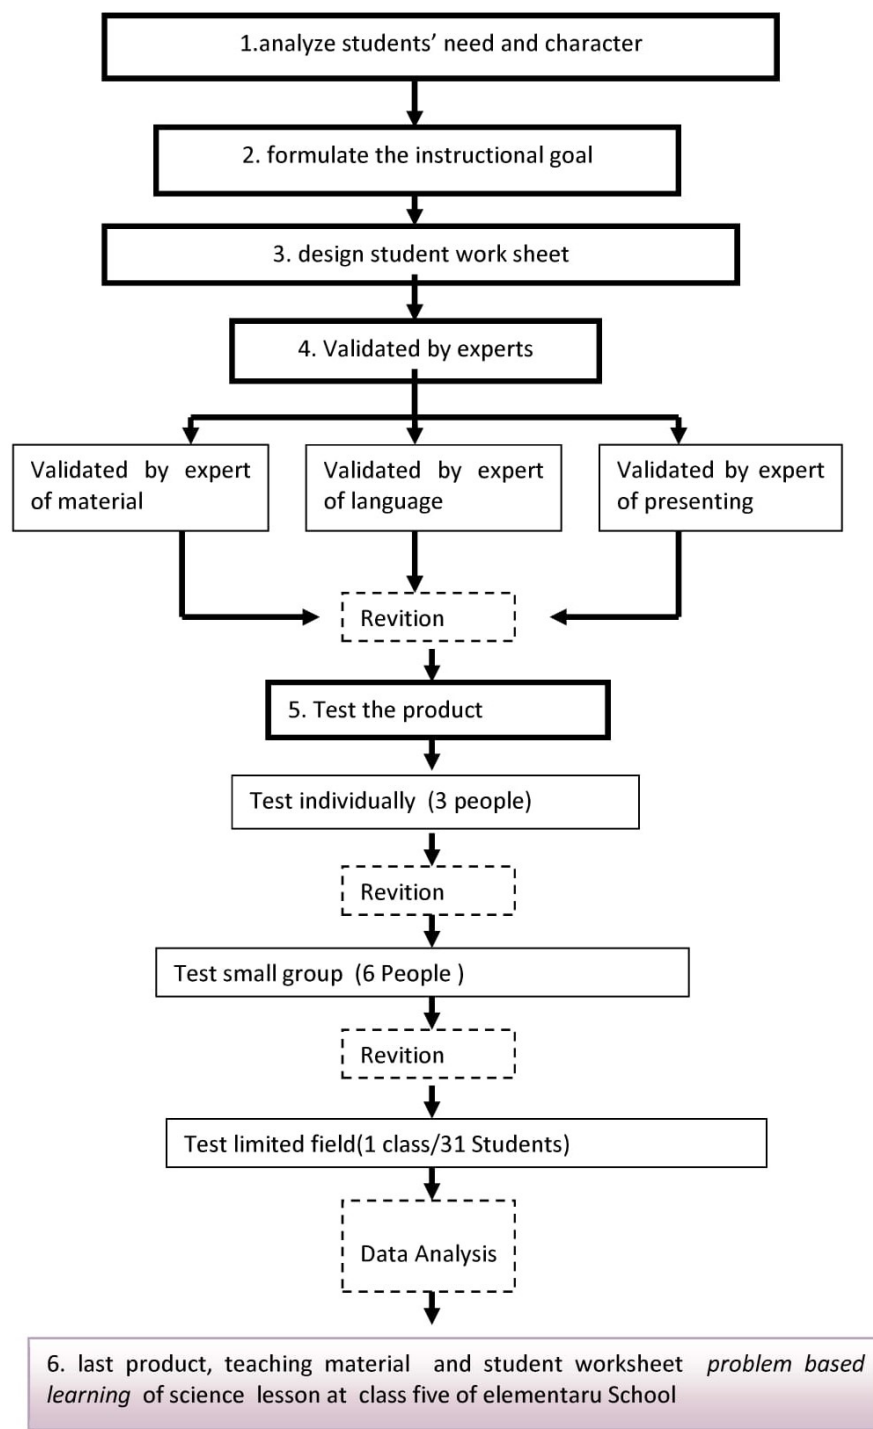 1.analyze students’ need and character
2. formulate the instructional goal
3. design student work sheet
4. Validated by experts
Validated by expert
of material
Validated by expert
of language
Validated by expert
of presenting
Revition
5. Test the product
Test individually (3 people)
Revition
Test small group (6 People )
Revition
Test limited field(1 class/31 Students)
Data Analysis
6. last product, teaching material and student worksheet problem based
learning of science lesson at class five of elementaru School